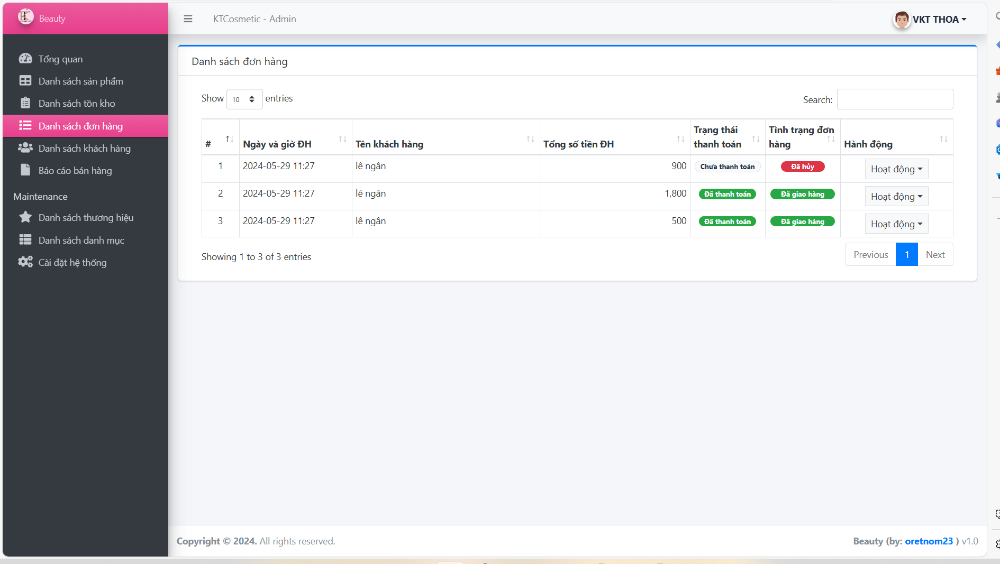 Beauty
KTCosmetic - Admin
VKT THOA
Tổng quan
Danh sách sản phẩm
Danh sách tồn kho
Danh sách đơn hàng
Danh sách khách hàng
Báo cáo bán hàng
Maintenance
Danh sách thương hiệu
Danh sách danh mục
Cài đặt hệ thống
Danh sách đơn hàng
Show 10 entries
Search:
# Ngày và giờ ĐH Tên khách hàng Tổng số tiền ĐH Trạng thái thanh toán Tình trạng đơn hàng Hành động
1 2024-05-29 11:27 lê ngân 900 Chưa thanh toán Đã hủy Hoạt động
2 2024-05-29 11:27 lê ngân 1,800 Đã thanh toán Đã giao hàng Hoạt động
3 2024-05-29 11:27 lê ngân 500 Đã thanh toán Đã giao hàng Hoạt động
Showing 1 to 3 of 3 entries
Previous 1 Next
Copyright © 2024. All rights reserved.
Beauty (by: oretnom23 ) v1.0